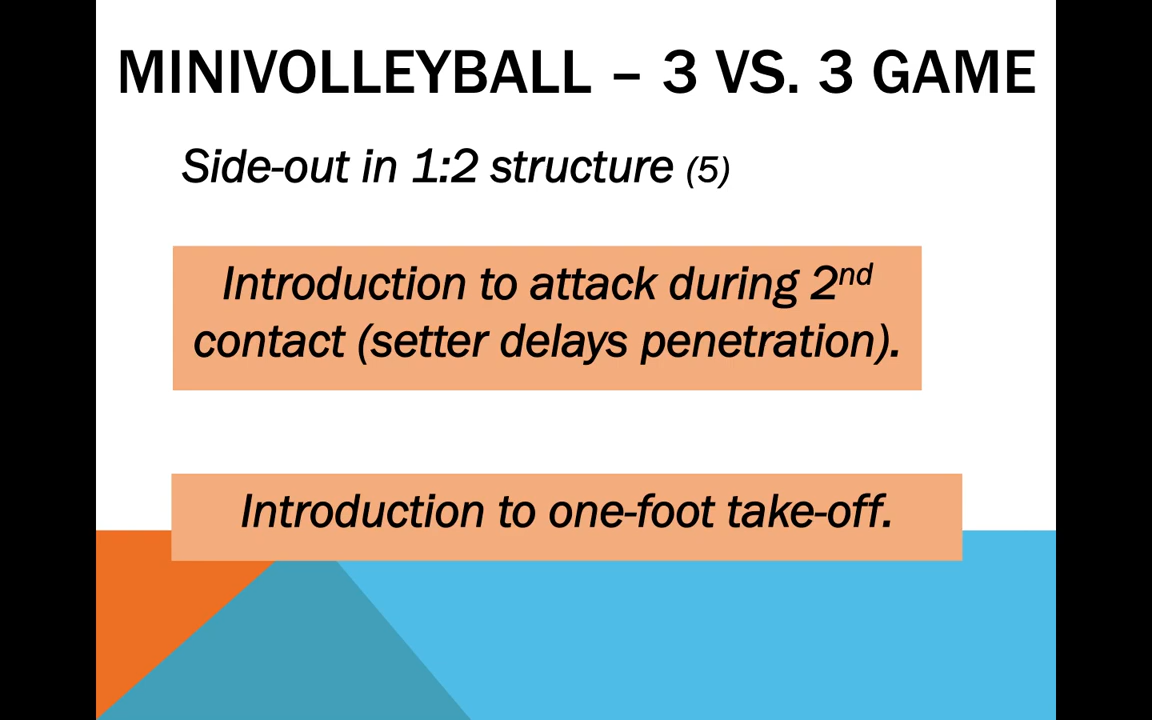 MINIVOLLEYBALL – 3 VS. 3 GAME
Side-out in 1:2 structure (5)
Introduction to attack during 2nd
contact (setter delays penetration).
Introduction to one-foot take-off.